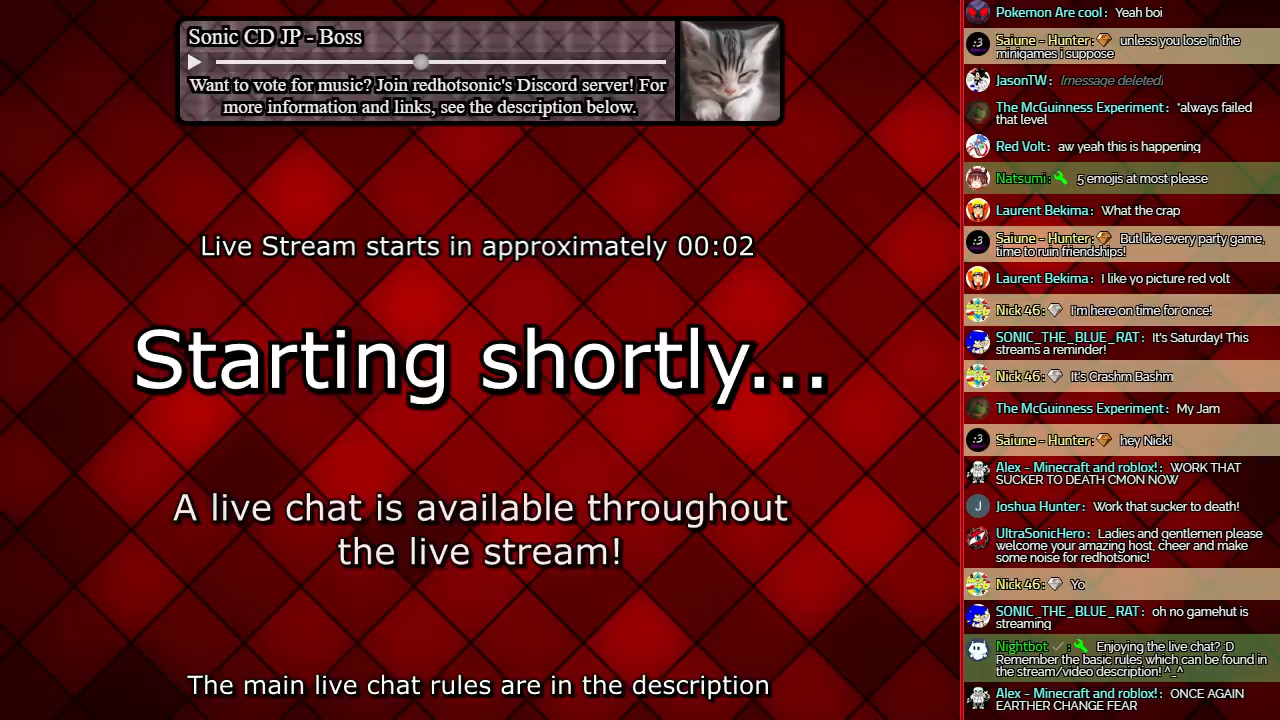 Sonic CD JP - Boss
Want to vote for music? Join redhotsonic's Discord server! For
more information and links, see the description below.
Live Stream starts in approximately 00:02
Starting shortly...
A live chat is available throughout
the live stream!
The main live chat rules are in the description
Pokemon Are cool: Yeah boi
Saiune - Hunter: unless you lose in the
minigames i suppose
JasonTW: [message deleted]
The McGuinness Experiment: *always failed
that level
Red Volt: aw yeah this is happening
Natsumi: 5 emojis at most please
Laurent Bekima: What the crap
Saiune - Hunter: But like every party game,
time to ruin friendships!
Laurent Bekima: I like yo picture red volt
Nick 46: I'm here on time for once!
SONIC_THE_BLUE_RAT: It's Saturday! This
streams a reminder!
Nick 46: It's Crashm Bashm
The McGuinness Experiment: My Jam
Saiune - Hunter: hey Nick!
Alex - Minecraft and roblox!: WORK THAT
SUCKER TO DEATH CMON NOW
J
Joshua Hunter: Work that sucker to death!
UltraSonicHero: Ladies and gentlemen please
welcome your amazing host, cheer and make
some noise for redhotsonic!
Nick 46: Yo
SONIC_THE_BLUE_RAT: oh no gamehut is
streaming
Nightbot: Enjoying the live chat? :D
Remember the basic rules which can be found in
the stream/video description! ^_^
Alex - Minecraft and roblox!: ONCE AGAIN
EARTHER CHANGE FEAR